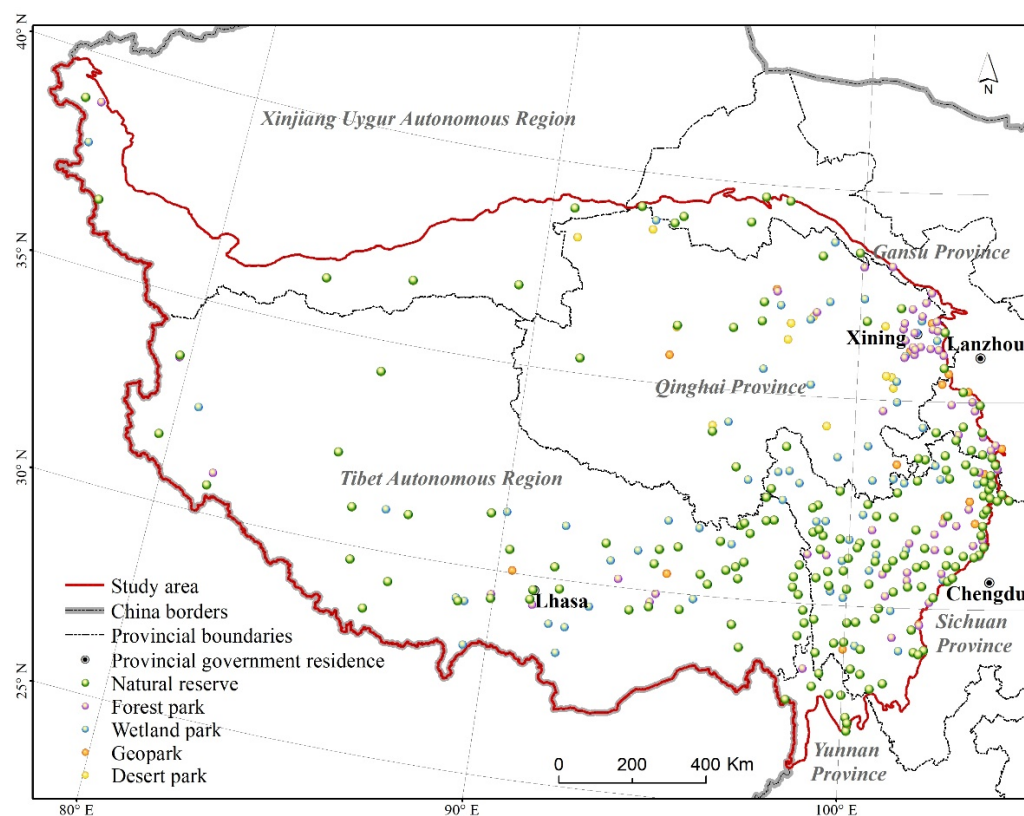 40° N
N
Xinjiang Uygur Autonomous Region
35° N
Gansu Province
Xining
Lanzhou
Qinghai Province
30° N
Tibet Autonomous Region
Study area
China borders
Provincial boundaries
Provincial government residence
Natural reserve
Forest park
Wetland park
Geopark
Desert park
Lhasa
Chengdu
Sichuan
Province
25° N
Yunnan
Province
0 200 400 Km
80° E 90° E 100° E